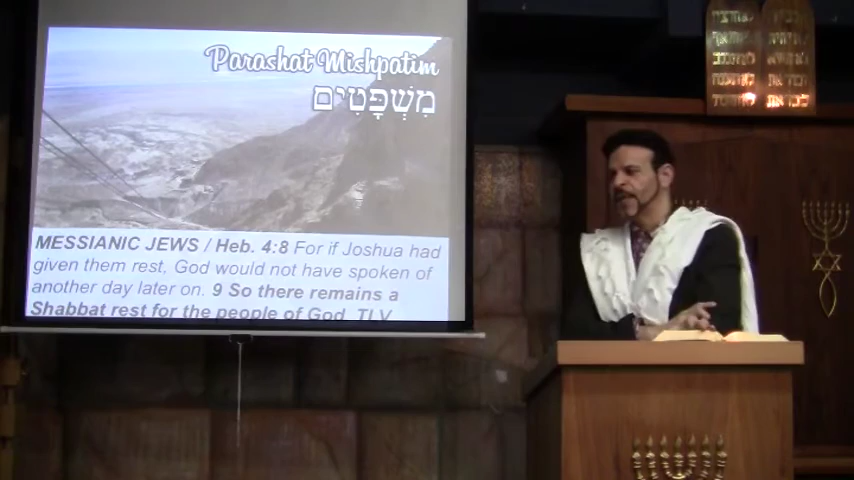 Parashat Mishpatim
מִשְׁפָּטִים
MESSIANIC JEWS / Heb. 4:8 For if Joshua had
given them rest, God would not have spoken of
another day later on. 9 So there remains a
Shabbat rest for the people of God. TLV